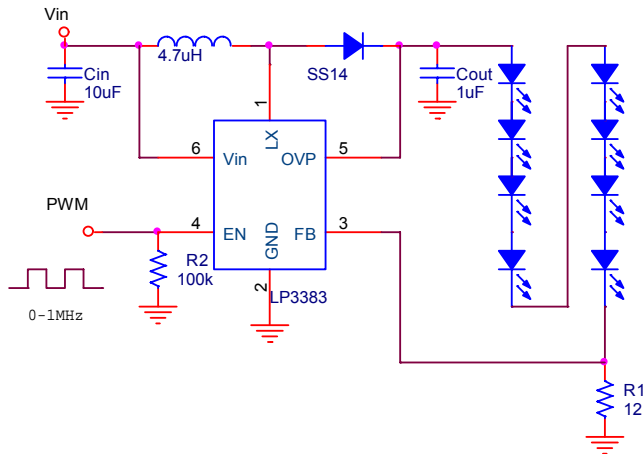 Vin
4.7uH
SS14
Cin
10uF
Cout
1uF
1
LX
6
Vin
OVP
5
PWM
4
EN
FB
3
GND
2
R2
100k
LP3383
0-1MHz
R1
12